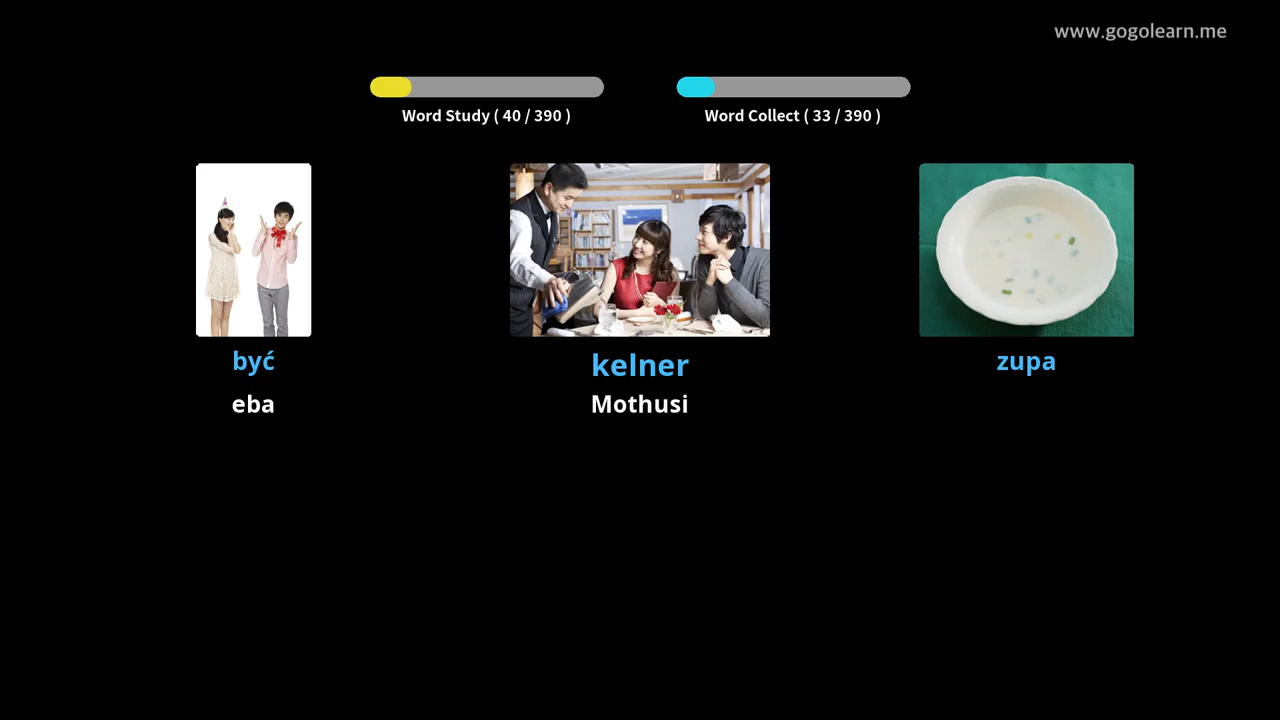 www.gogolearn.me
Word Study ( 40 / 390 )
Word Collect ( 33 / 390 )
być
kelner
zupa
eba
Mothusi